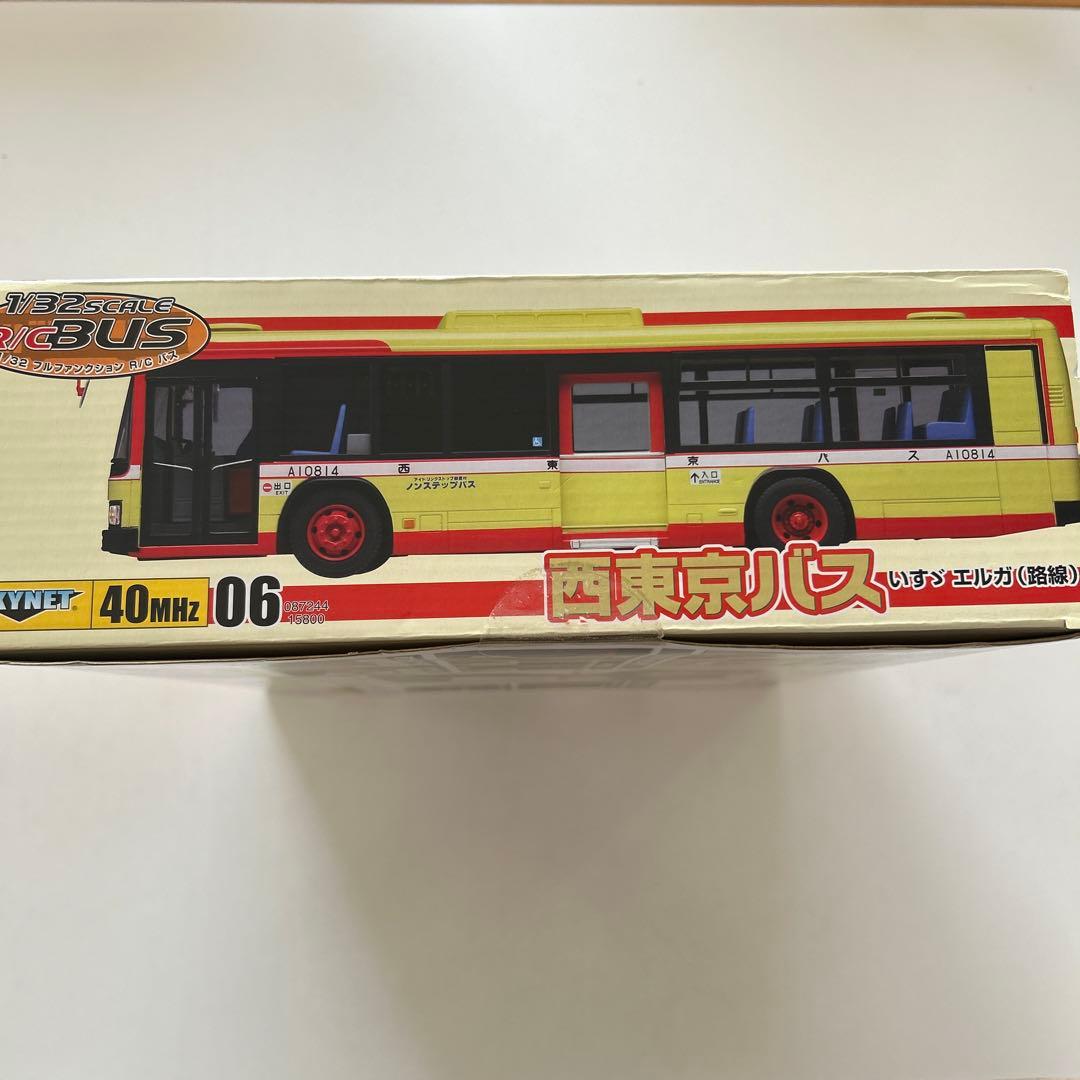 1/32SCALE
R/C BUS
1/32 フルファンクション R/C バス
A10814 西 東 京 バ ス A10814
出口
EXIT
ノンステップバス
入口
ENTRANCE
KYNET
40MHz
06
087244
15800
西東京バス
いすゞ エルガ(路線)